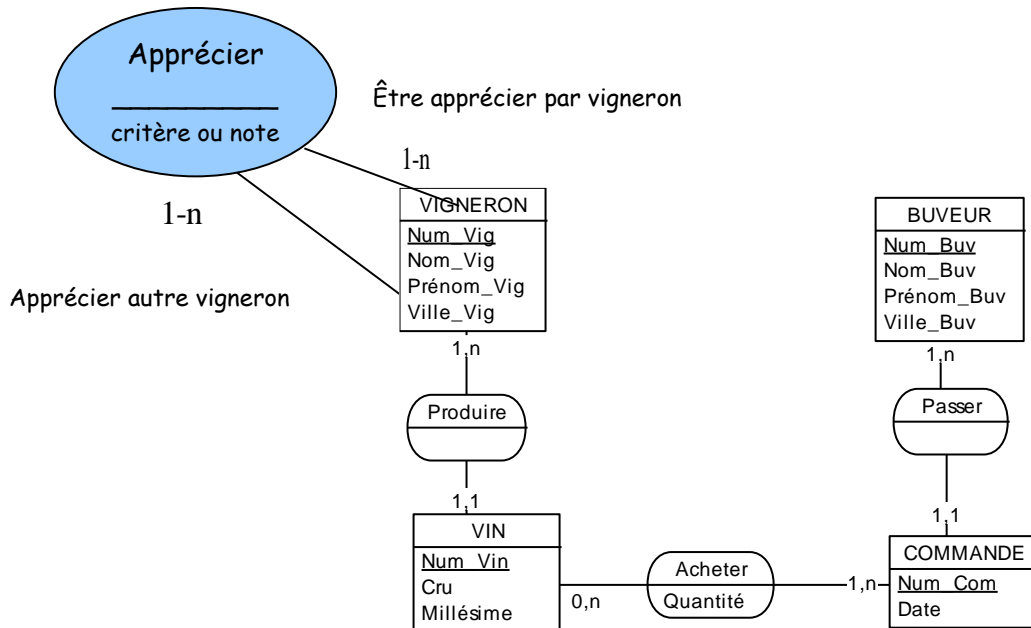 Apprécier
critère ou note
Être apprécier par vigneron
1-n
1-n
Apprécier autre vigneron
VIGNERON
Num_Vig
Nom_Vig
Prénom_Vig
Ville_Vig
1,n
Produire
1,1
VIN
Num_Vin
Cru
Millésime
0,n
Acheter
Quantité
1,n
BUVEUR
Num_Buv
Nom_Buv
Prénom_Buv
Ville_Buv
1,n
Passer
1,1
COMMANDE
Num_Com
Date